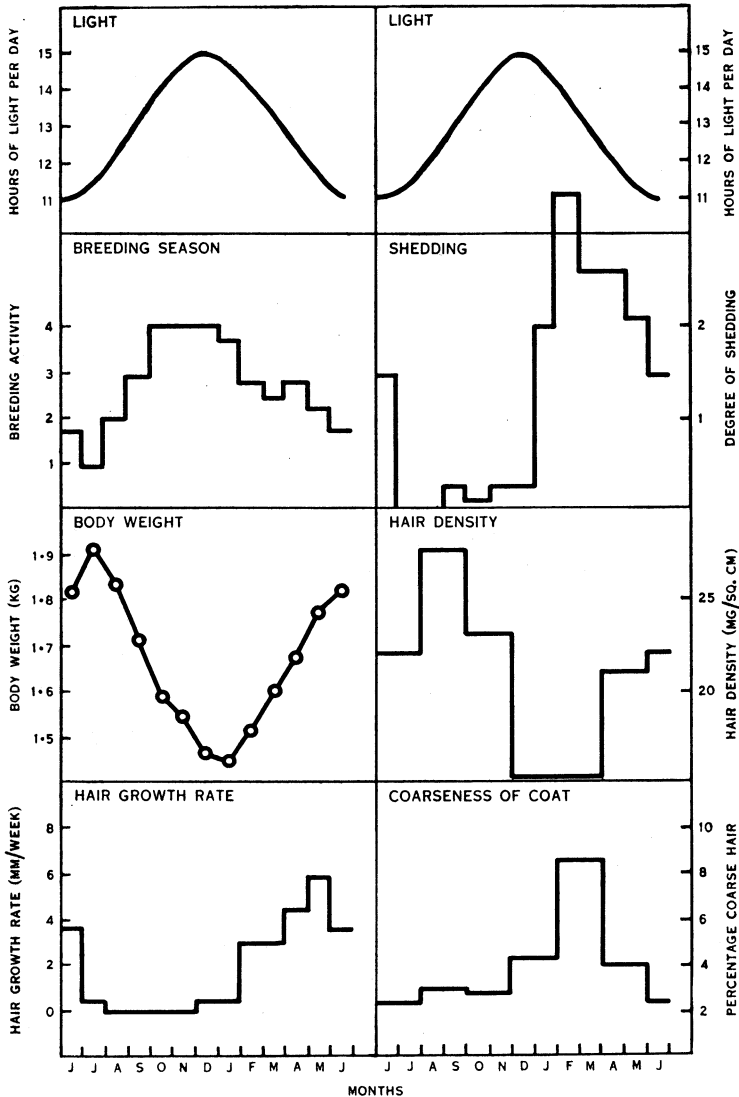 LIGHT
HOURS OF LIGHT PER DAY
15
14
13
12
11
LIGHT
15
14
13
12
11
HOURS OF LIGHT PER DAY
BREEDING SEASON
BREEDING ACTIVITY
4
3
2
1
SHEDDING
2
1
DEGREE OF SHEDDING
BODY WEIGHT
BODY WEIGHT (KG)
1·9
1·8
1·7
1·6
1·5
HAIR DENSITY
25
20
HAIR DENSITY (MG/SQ. CM)
HAIR GROWTH RATE
HAIR GROWTH RATE (MM/WEEK)
8
6
4
2
0
COARSENESS OF COAT
10
8
6
4
2
PERCENTAGE COARSE HAIR
J J A S O N D J F M A M J
J J A S O N D J F M A M J
MONTHS